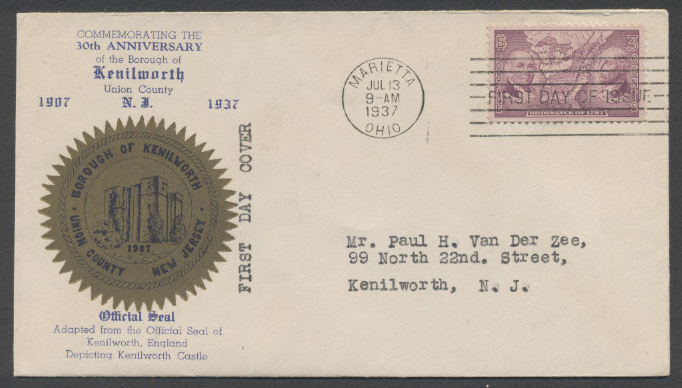 COMMEMORATING THE
30th ANNIVERSARY
of the Borough of
Kenilworth
Union County
1907 N. J. 1937
BOROUGH OF KENILWORTH
1907
UNION COUNTY NEW JERSEY
Official Seal
Adapted from the Official Seal of
Kenilworth, England
Depicting Kenilworth Castle
FIRST DAY COVER
MARIETTA
JUL 13
9-AM
1937
OHIO
3 3
FIRST DAY OF ISSUE
ORDINANCE OF 1787
Mr. Paul H. Van Der Zee,
99 North 22nd. Street,
Kenilworth, N. J.